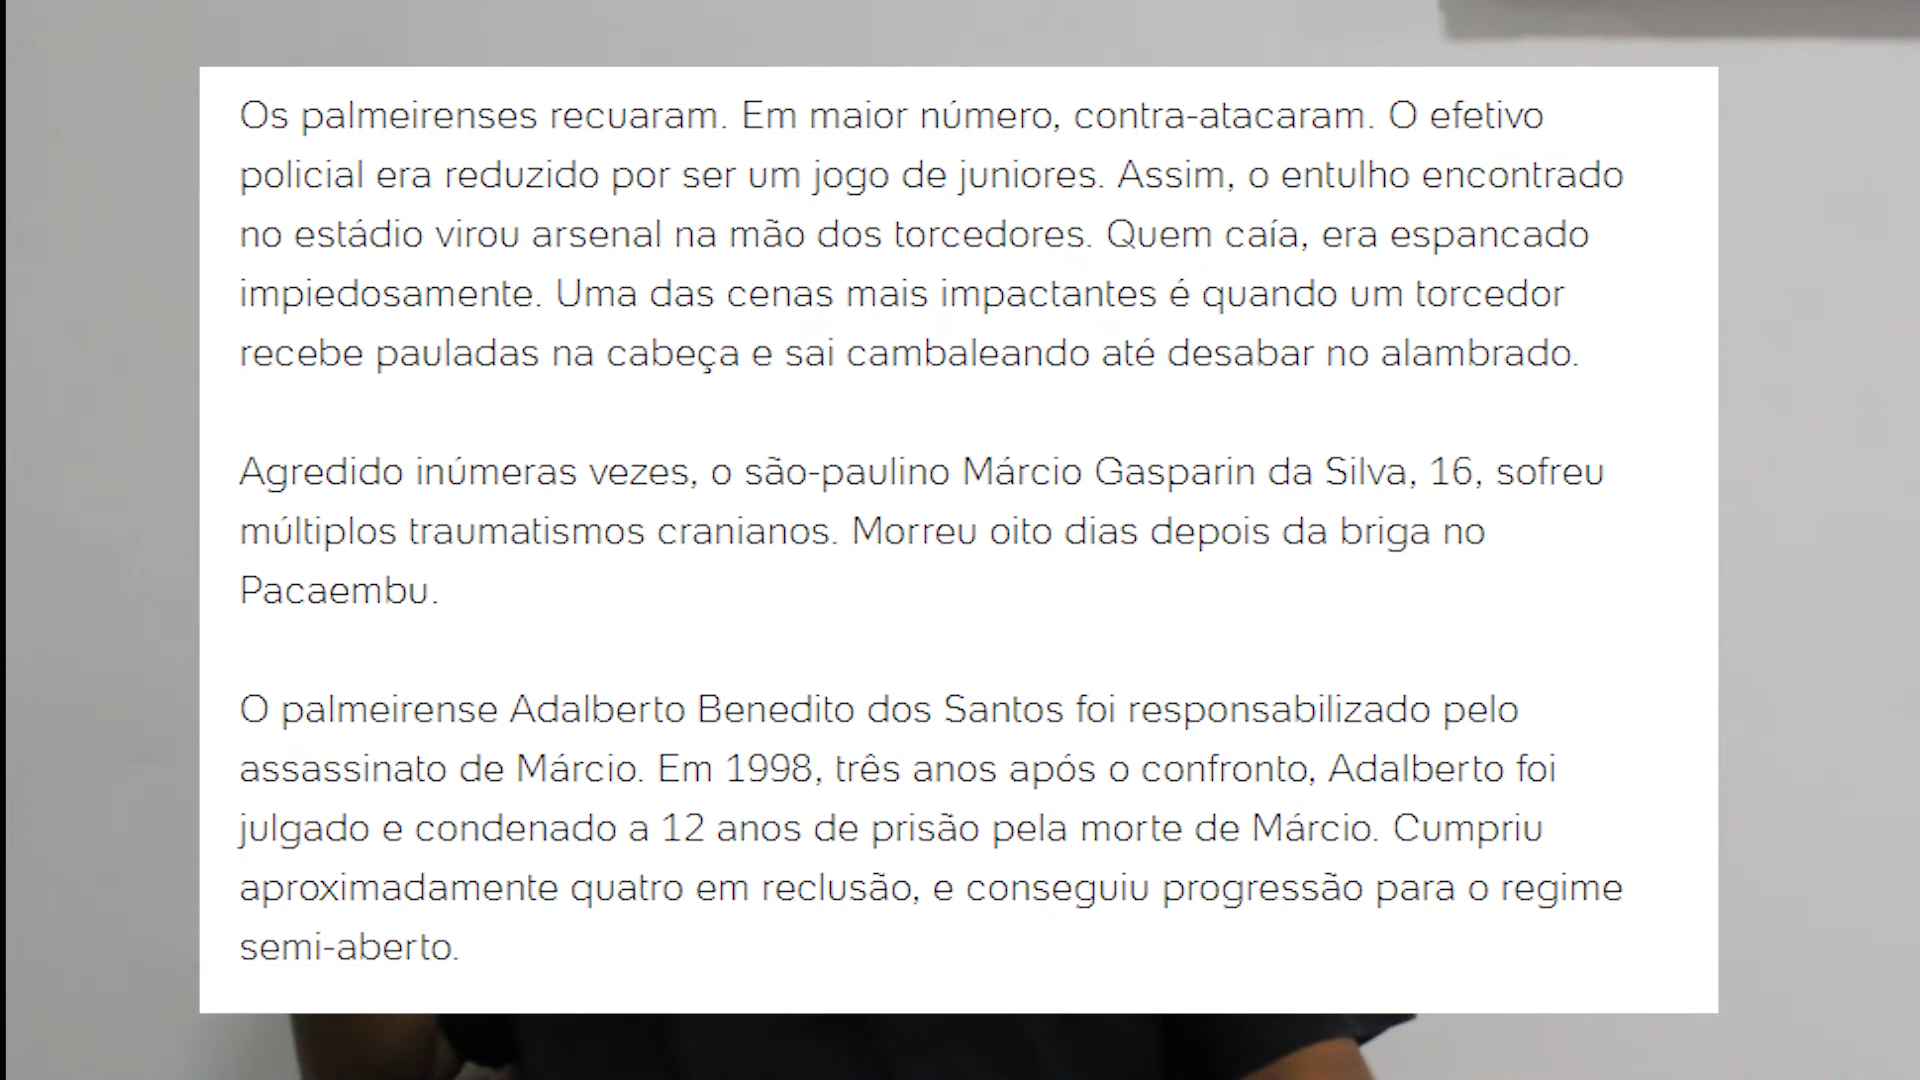 Os palmeirenses recuaram. Em maior número, contra-atacaram. O efetivo
policial era reduzido por ser um jogo de juniores. Assim, o entulho encontrado
no estádio virou arsenal na mão dos torcedores. Quem caía, era espancado
impiedosamente. Uma das cenas mais impactantes é quando um torcedor
recebe pauladas na cabeça e sai cambaleando até desabar no alambrado.
Agredido inúmeras vezes, o são-paulino Márcio Gasparin da Silva, 16, sofreu
múltiplos traumatismos cranianos. Morreu oito dias depois da briga no
Pacaembu.
O palmeirense Adalberto Benedito dos Santos foi responsabilizado pelo
assassinato de Márcio. Em 1998, três anos após o confronto, Adalberto foi
julgado e condenado a 12 anos de prisão pela morte de Márcio. Cumpriu
aproximadamente quatro em reclusão, e conseguiu progressão para o regime
semi-aberto.